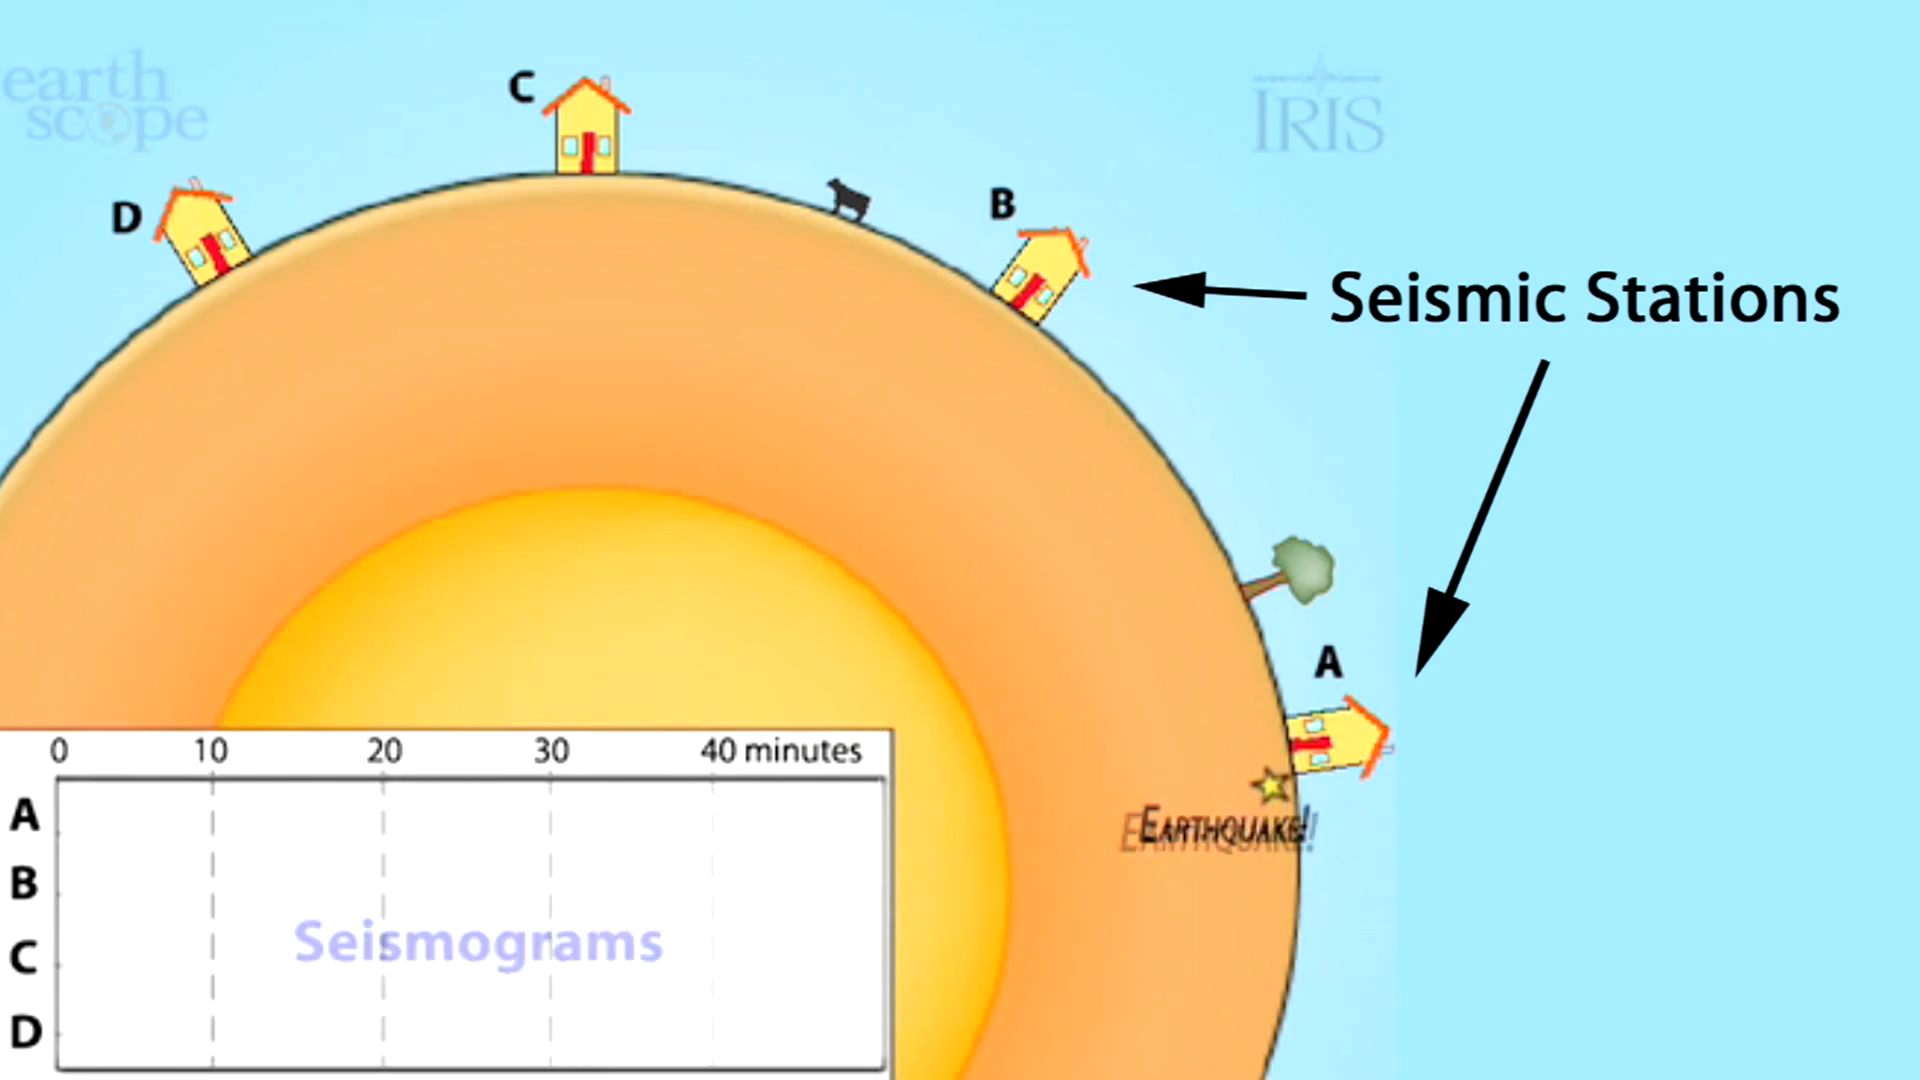 earth
scope
IRIS
C
D
B
Seismic Stations
A
EARTHQUAKE!
0 10 20 30 40 minutes
A
B
Seismograms
C
D